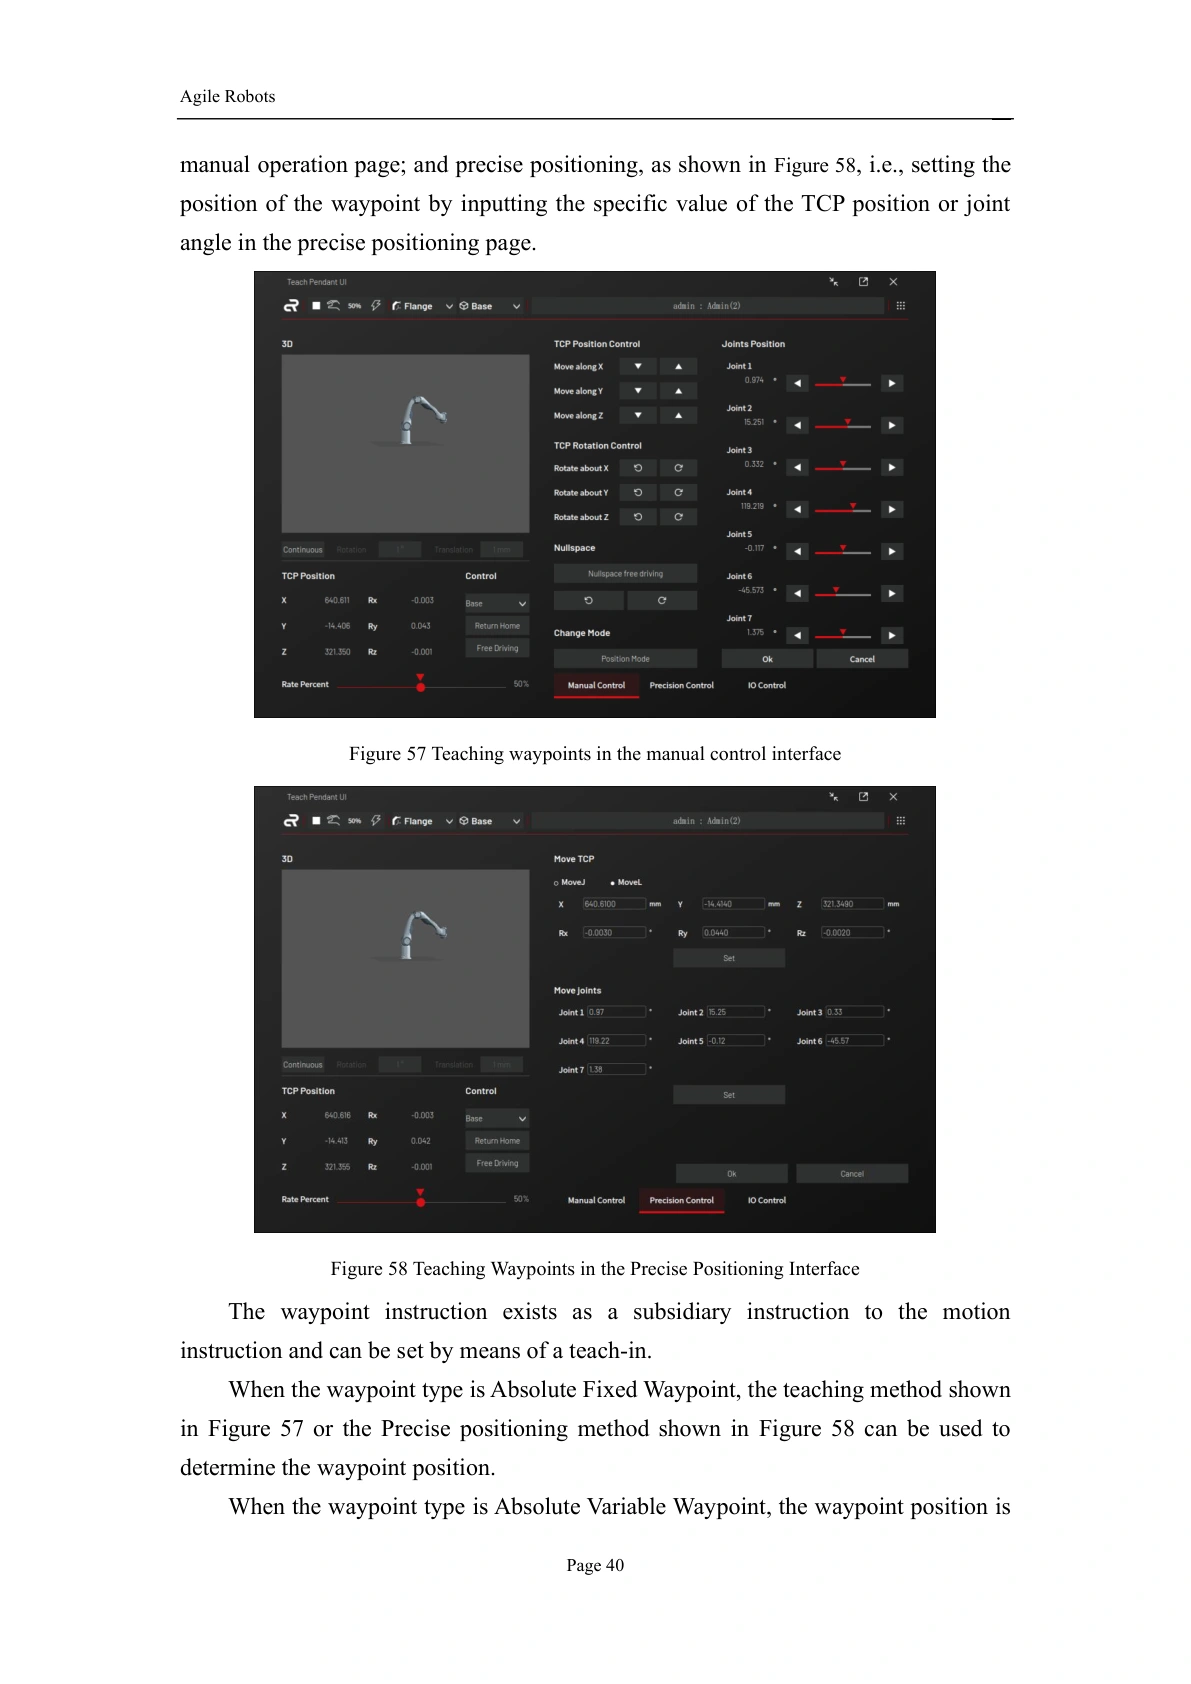 Agile Robots
manual operation page; and precise positioning, as shown in Figure 58, i.e., setting the
position of the waypoint by inputting the specific value of the TCP position or joint
angle in the precise positioning page.
Teach Pendant UI
50% Flange Base admin : Admin(2)
3D
TCP Position Control
Move along X
Move along Y
Move along Z
TCP Rotation Control
Rotate about X
Rotate about Y
Rotate about Z
Nullspace
Nullspace free driving
Change Mode
Position Mode
Joints Position
Joint 1
0.974 °
Joint 2
15.251 °
Joint 3
0.332 °
Joint 4
119.219 °
Joint 5
-0.117 °
Joint 6
-45.573 °
Joint 7
1.375 °
Ok Cancel
Continuous Rotation 1° Translation 1mm
TCP Position Control
X 640.611 Rx -0.003 Base
Y -14.406 Ry 0.043 Return Home
Z 321.350 Rz -0.001 Free Driving
Rate Percent 50%
Manual Control Precision Control IO Control
Figure 57 Teaching waypoints in the manual control interface
Teach Pendant UI
50% Flange Base admin : Admin(2)
3D
Move TCP
MoveJ MoveL
X 640.6100 mm Y -14.4140 mm Z 321.3490 mm
Rx -0.0030 ° Ry 0.0440 ° Rz -0.0020 °
Set
Move joints
Joint 1 0.97 ° Joint 2 15.25 ° Joint 3 0.33 °
Joint 4 119.22 ° Joint 5 -0.12 ° Joint 6 -45.57 °
Joint 7 1.38 °
Set
Ok Cancel
Continuous Rotation 1° Translation 1mm
TCP Position Control
X 640.616 Rx -0.003 Base
Y -14.413 Ry 0.042 Return Home
Z 321.355 Rz -0.001 Free Driving
Rate Percent 50%
Manual Control Precision Control IO Control
Figure 58 Teaching Waypoints in the Precise Positioning Interface
The waypoint instruction exists as a subsidiary instruction to the motion
instruction and can be set by means of a teach-in.
When the waypoint type is Absolute Fixed Waypoint, the teaching method shown
in Figure 57 or the Precise positioning method shown in Figure 58 can be used to
determine the waypoint position.
When the waypoint type is Absolute Variable Waypoint, the waypoint position is
Page 40